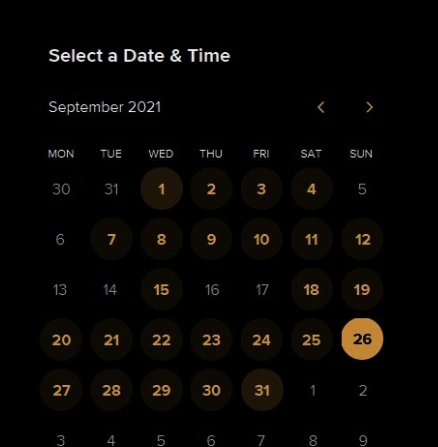 Select a Date & Time
September 2021
MON TUE WED THU FRI SAT SUN
30 31 1 2 3 4 5
6 7 8 9 10 11 12
13 14 15 16 17 18 19
20 21 22 23 24 25 26
27 28 29 30 31 1 2
3 4 5 6 7 8 9